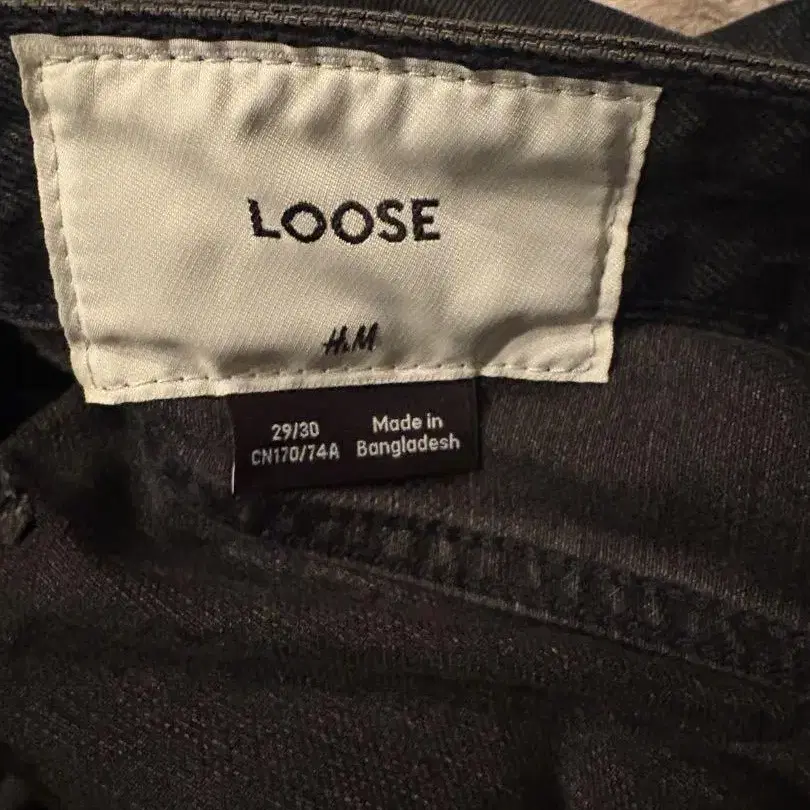 LOOSE
H&M
29/30
CN170/74A
Made in
Bangladesh